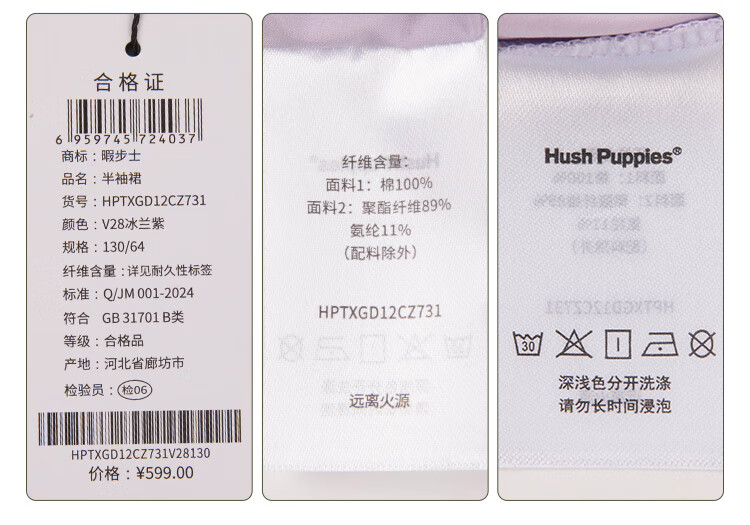 合格证
6 959745 724037
商标：暇步士
品名：半袖裙
货号：HPTXGD12CZ731
颜色：V28冰兰紫
规格：130/64
纤维含量：详见耐久性标签
标准：Q/JM 001-2024
符合 GB 31701 B类
等级：合格品
产地：河北省廊坊市
检验员：检06
HPTXGD12CZ731V28130
价格：¥599.00
纤维含量：
面料1：棉100%
面料2：聚酯纤维89%
氨纶11%
（配料除外）
HPTXGD12CZ731
远离火源
Hush Puppies®
30
深浅色分开洗涤
请勿长时间浸泡